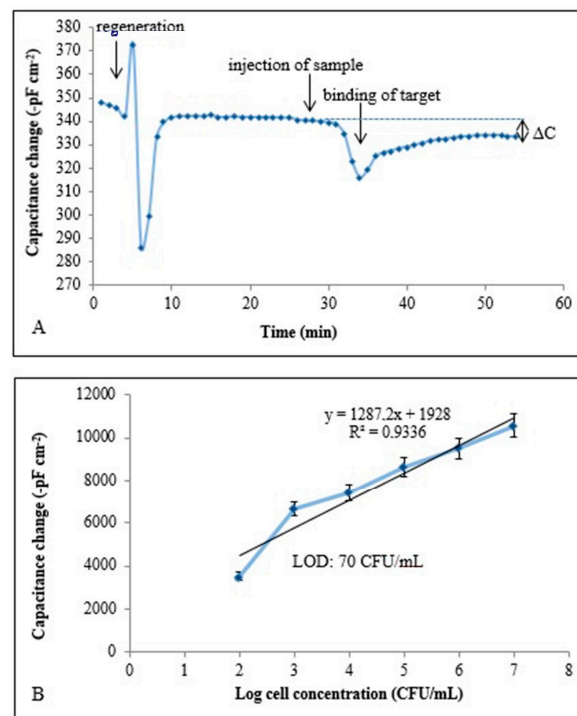 regeneration
injection of sample
binding of target
ΔC
Capacitance change (-pF cm-2)
380
370
360
350
340
330
320
310
300
290
280
270
0 10 20 30 40 50 60
Time (min)
A
y = 1287.2x + 1928
R² = 0.9336
LOD: 70 CFU/mL
Capacitance change (-pF cm-2)
12000
10000
8000
6000
4000
2000
0
0 1 2 3 4 5 6 7 8
Log cell concentration (CFU/mL)
B